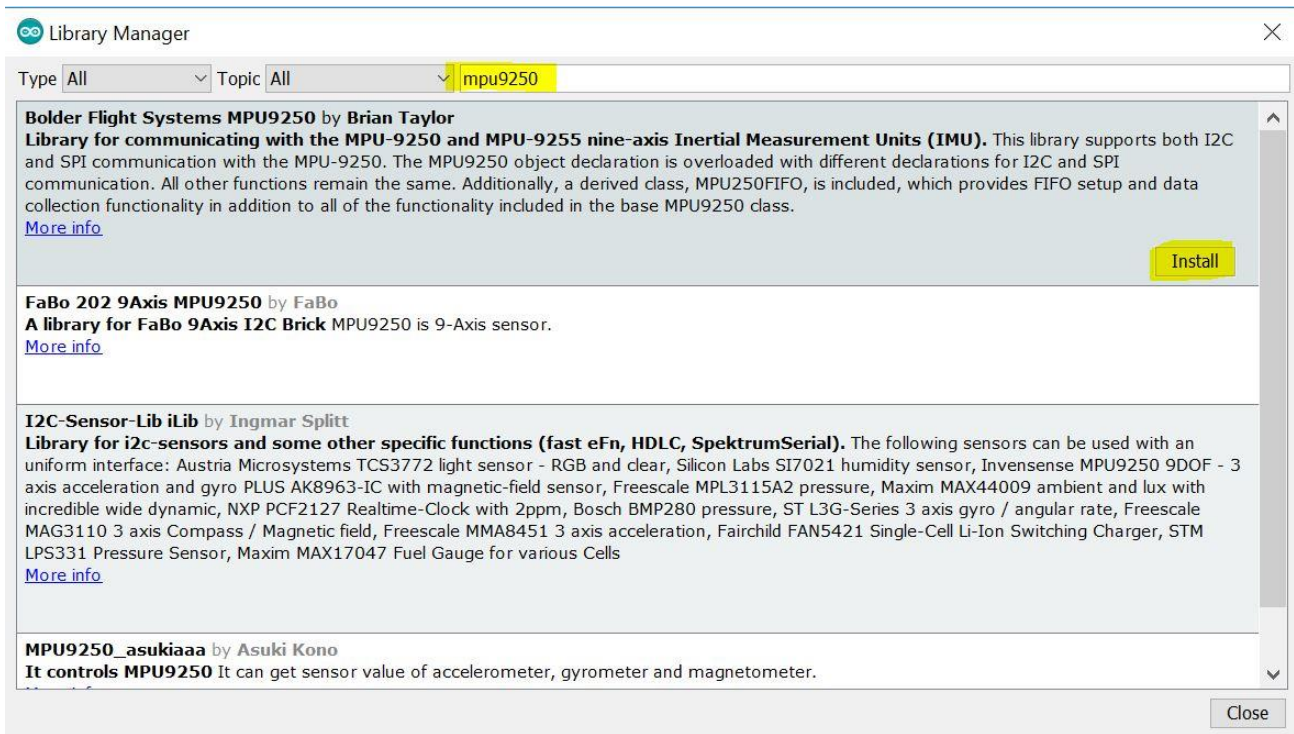 Library Manager
Type All Topic All mpu9250
Bolder Flight Systems MPU9250 by Brian Taylor
Library for communicating with the MPU-9250 and MPU-9255 nine-axis Inertial Measurement Units (IMU). This library supports both I2C
and SPI communication with the MPU-9250. The MPU9250 object declaration is overloaded with different declarations for I2C and SPI
communication. All other functions remain the same. Additionally, a derived class, MPU250FIFO, is included, which provides FIFO setup and data
collection functionality in addition to all of the functionality included in the base MPU9250 class.
More info
Install
FaBo 202 9Axis MPU9250 by FaBo
A library for FaBo 9Axis I2C Brick MPU9250 is 9-Axis sensor.
More info
I2C-Sensor-Lib iLib by Ingmar Splitt
Library for i2c-sensors and some other specific functions (fast eFn, HDLC, SpektrumSerial). The following sensors can be used with an
uniform interface: Austria Microsystems TCS3772 light sensor - RGB and clear, Silicon Labs SI7021 humidity sensor, Invensense MPU9250 9DOF - 3
axis acceleration and gyro PLUS AK8963-IC with magnetic-field sensor, Freescale MPL3115A2 pressure, Maxim MAX44009 ambient and lux with
incredible wide dynamic, NXP PCF2127 Realtime-Clock with 2ppm, Bosch BMP280 pressure, ST L3G-Series 3 axis gyro / angular rate, Freescale
MAG3110 3 axis Compass / Magnetic field, Freescale MMA8451 3 axis acceleration, Fairchild FAN5421 Single-Cell Li-Ion Switching Charger, STM
LPS331 Pressure Sensor, Maxim MAX17047 Fuel Gauge for various Cells
More info
MPU9250_asukiaaa by Asuki Kono
It controls MPU9250 It can get sensor value of accelerometer, gyrometer and magnetometer.
Close